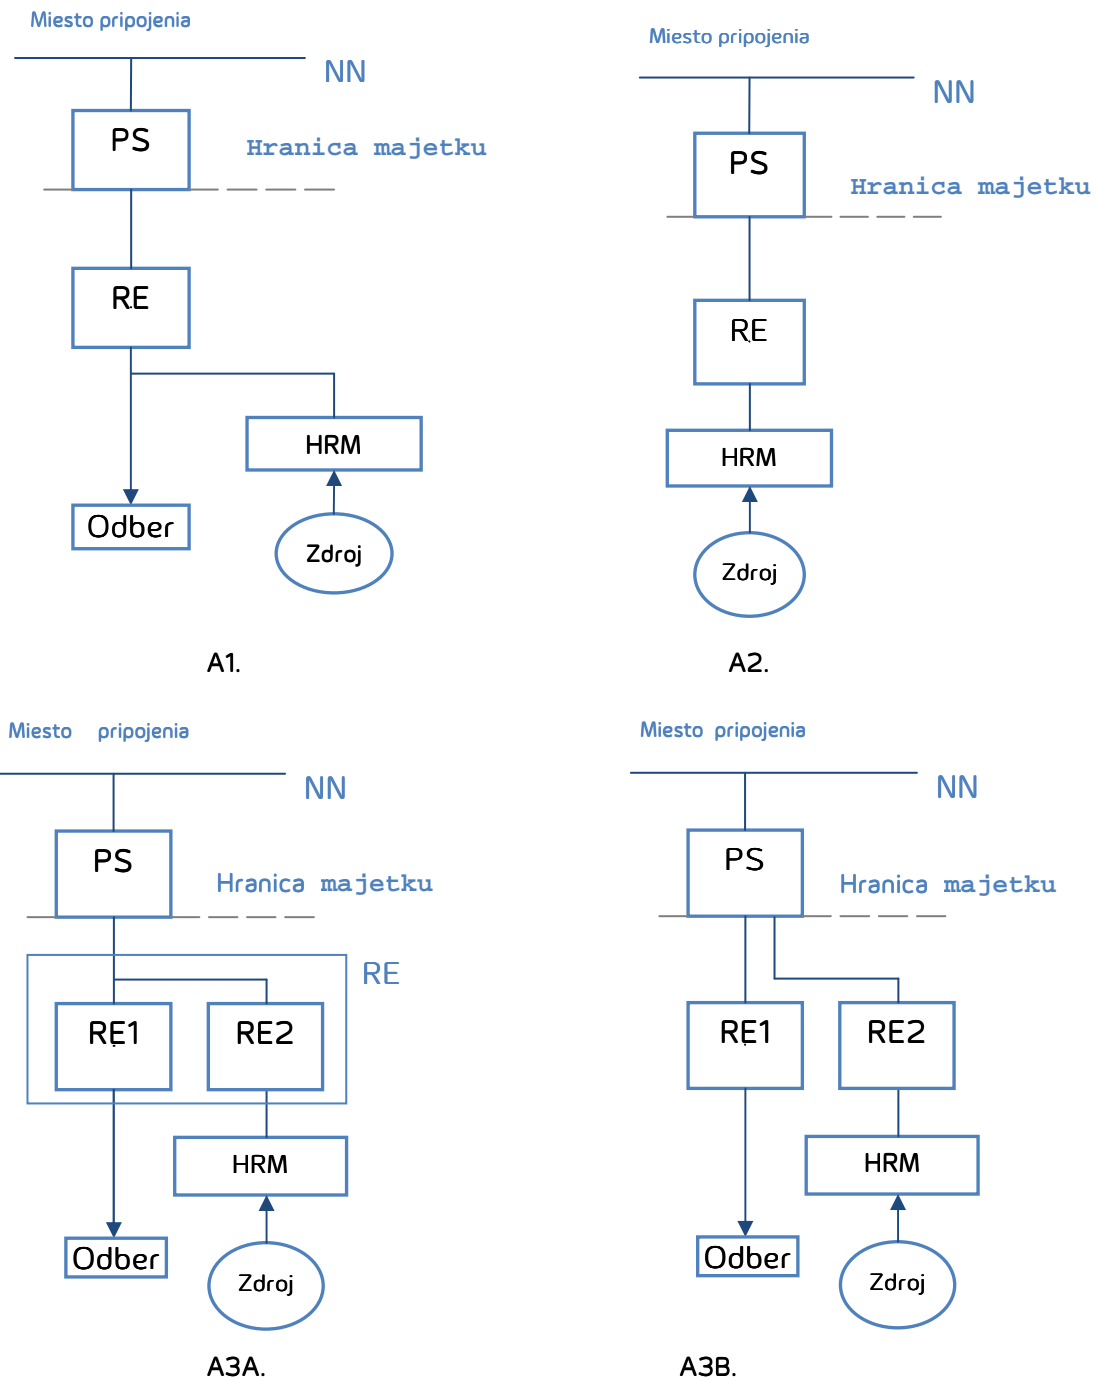 Miesto pripojenia
NN
PS
Hranica majetku
RE
HRM
Odber
Zdroj
A1.
Miesto pripojenia
NN
PS
Hranica majetku
RE
HRM
Zdroj
A2.
Miesto pripojenia
NN
PS
Hranica majetku
RE
RE1
RE2
HRM
Odber
Zdroj
A3A.
Miesto pripojenia
NN
PS
Hranica majetku
RE1
RE2
HRM
Odber
Zdroj
A3B.